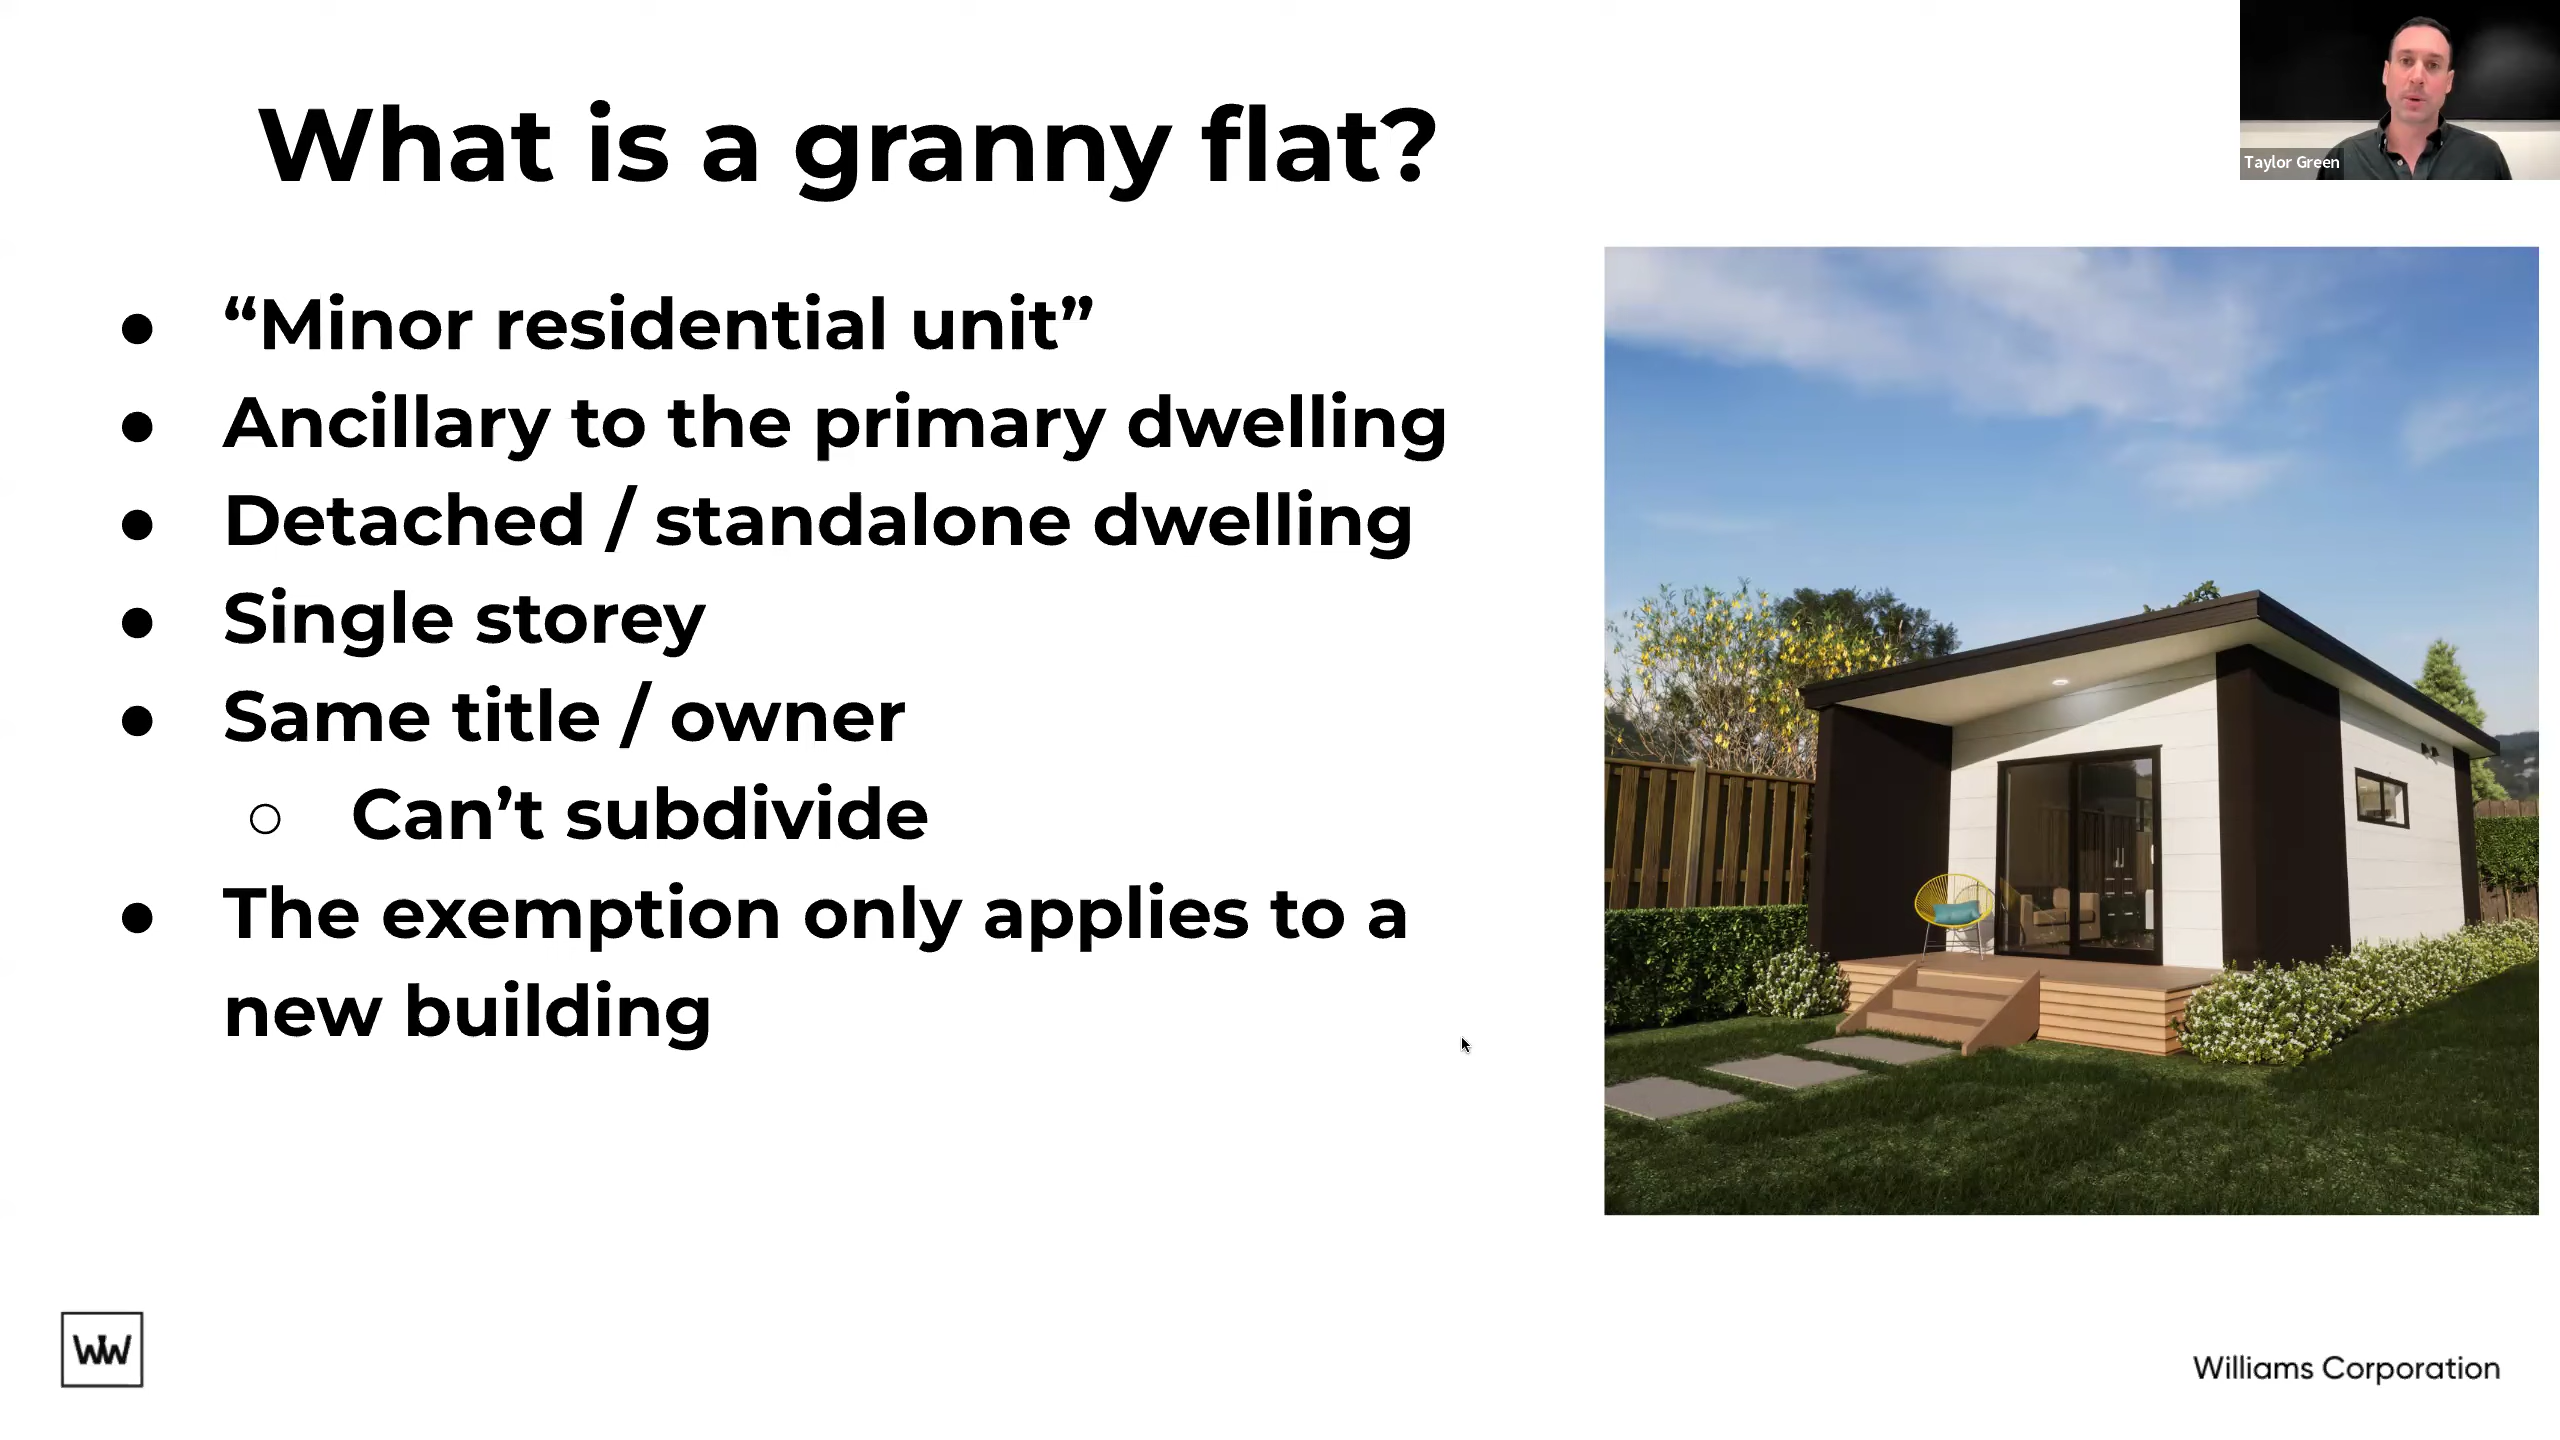 What is a granny flat?
Taylor Green
● “Minor residential unit”
● Ancillary to the primary dwelling
● Detached / standalone dwelling
● Single storey
● Same title / owner
○ Can’t subdivide
● The exemption only applies to a
new building
WW
Williams Corporation